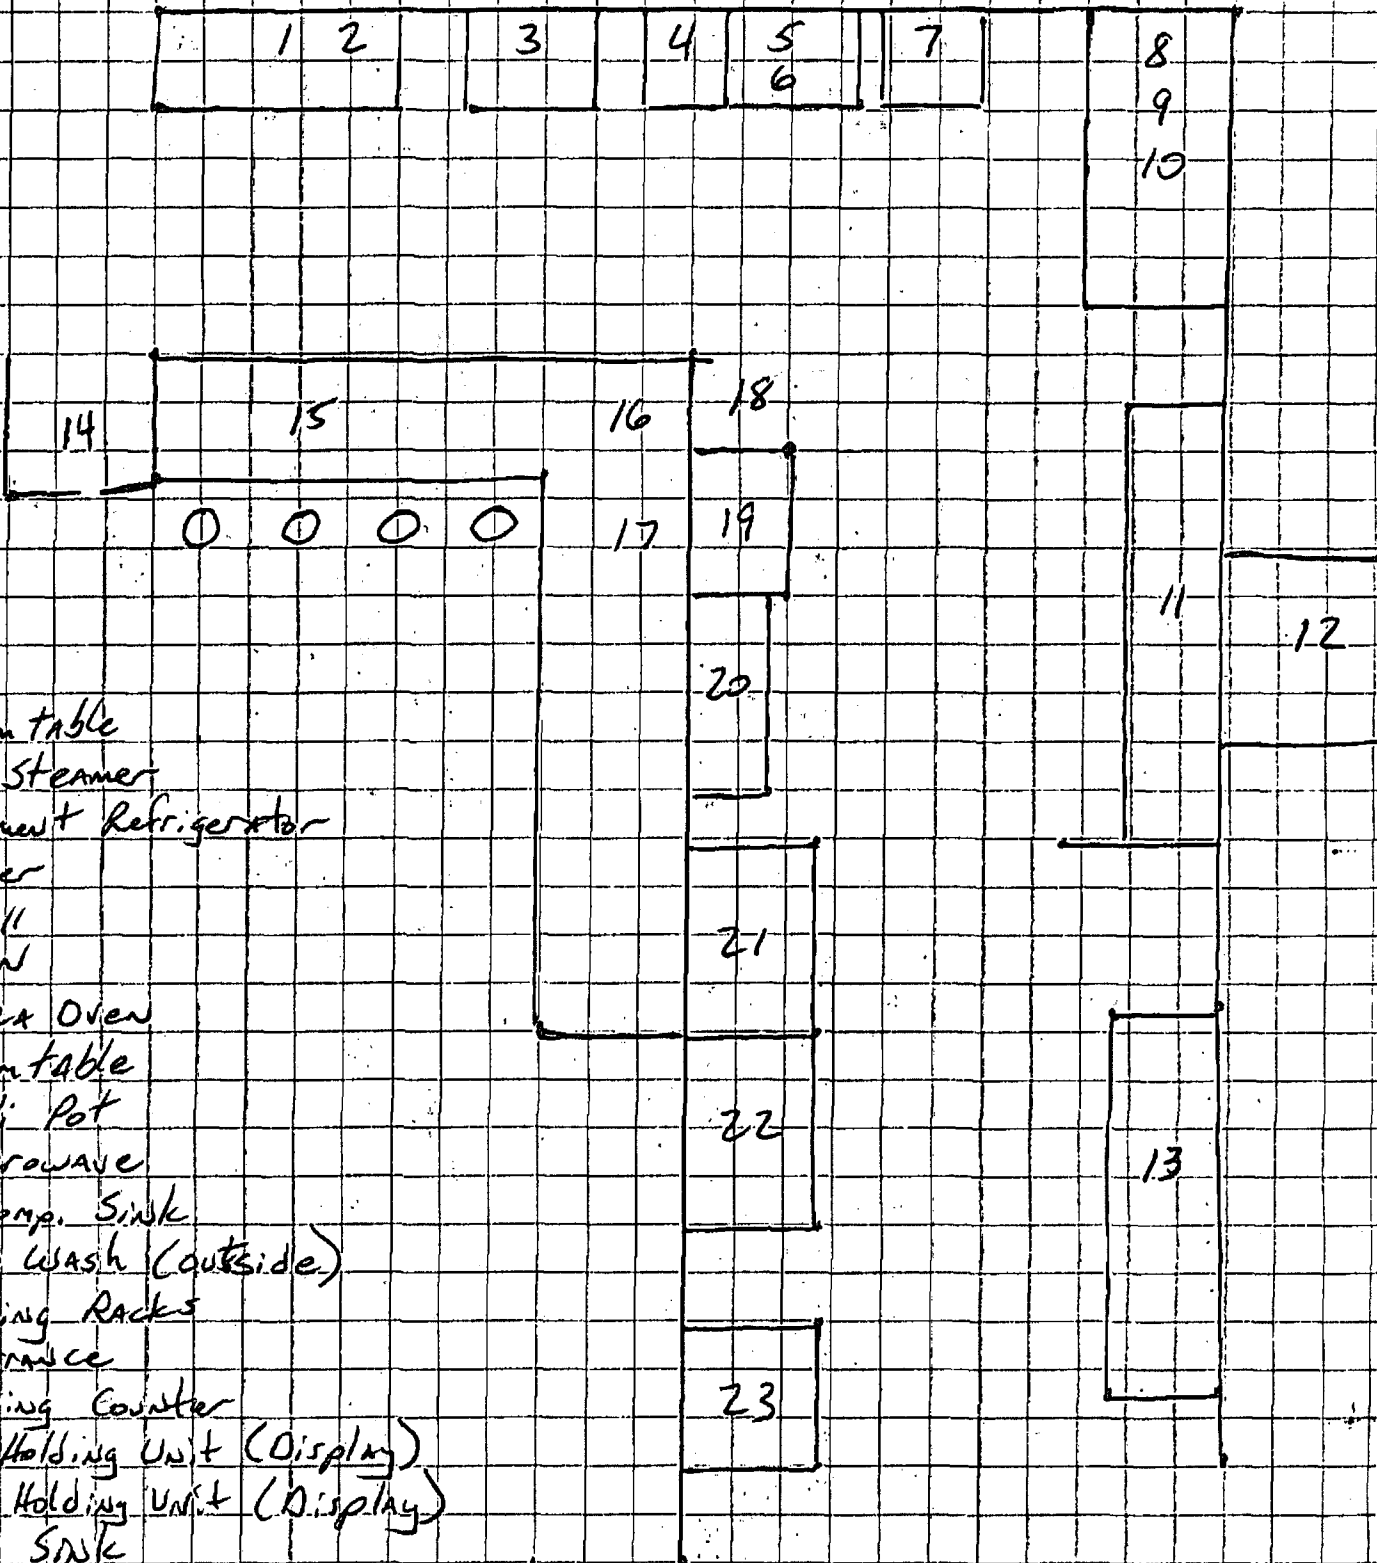 1 2 3 4 5 7 8
6
9
10
14 15 16 18
17 19
11
12
20
table
Steamer
Refrigerator
21
Oven
table
Pot
22
13
Sink
Wash (outside)
Racks
Counter
23
Holding Unit (Display)
Holding Unit (Display)
Sink